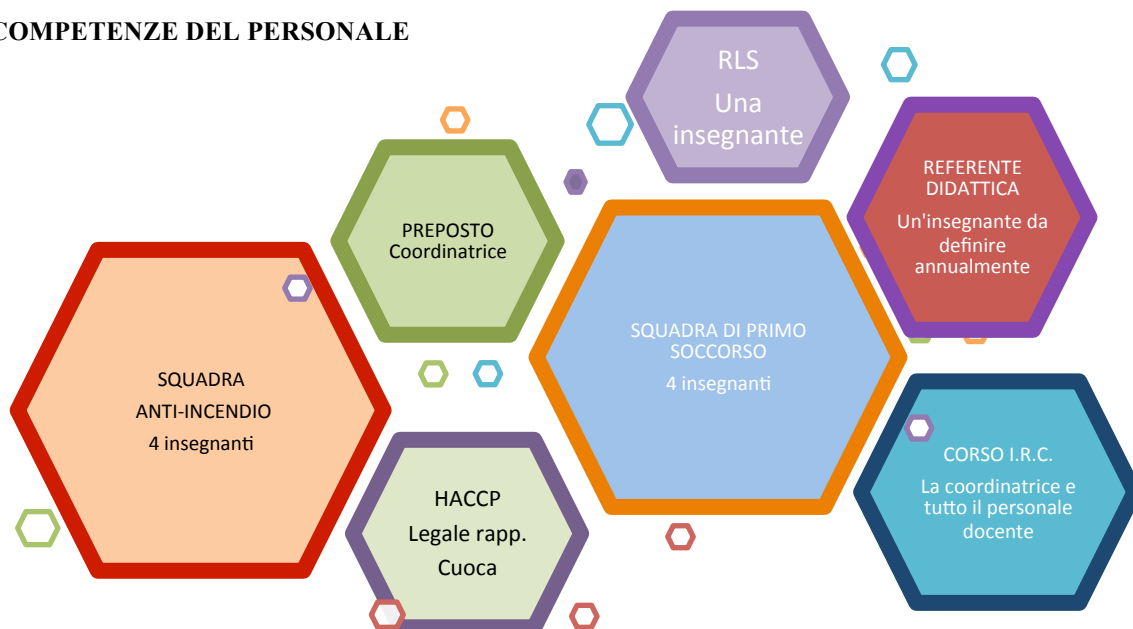 COMPETENZE DEL PERSONALE
RLS
Una
insegnante
REFERENTE
DIDATTICA
Un'insegnante da
definire
annualmente
PREPOSTO
Coordinatrice
SQUADRA DI PRIMO
SOCCORSO
4 insegnanti
SQUADRA
ANTI-INCENDIO
4 insegnanti
HACCP
Legale rapp.
Cuoca
CORSO I.R.C.
La coordinatrice e
tutto il personale
docente